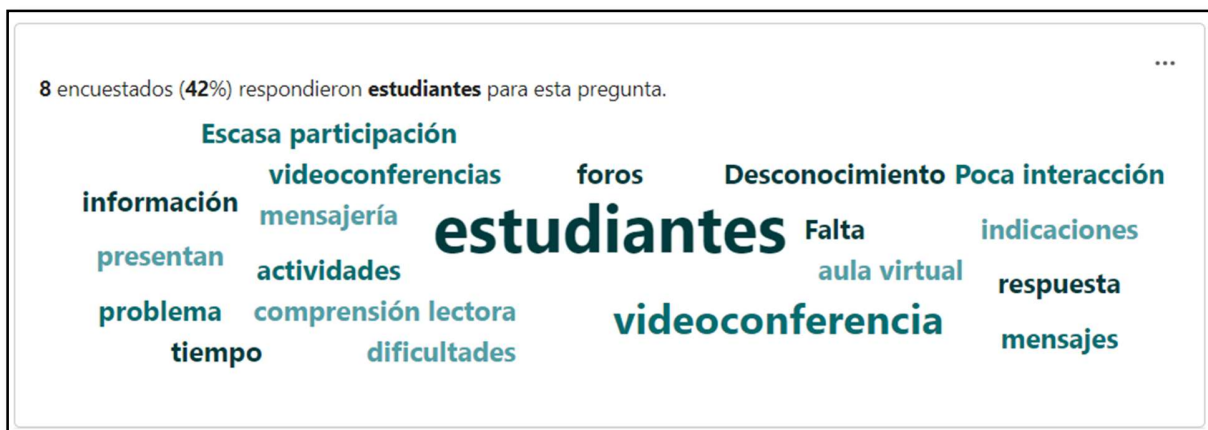 ...
8 encuestados (42%) respondieron estudiantes para esta pregunta.
Escasa participación
videoconferencias foros Desconocimiento Poca interacción
información mensajería estudiantes Falta indicaciones
presentan actividades aula virtual respuesta
problema comprensión lectora videoconferencia mensajes
tiempo dificultades